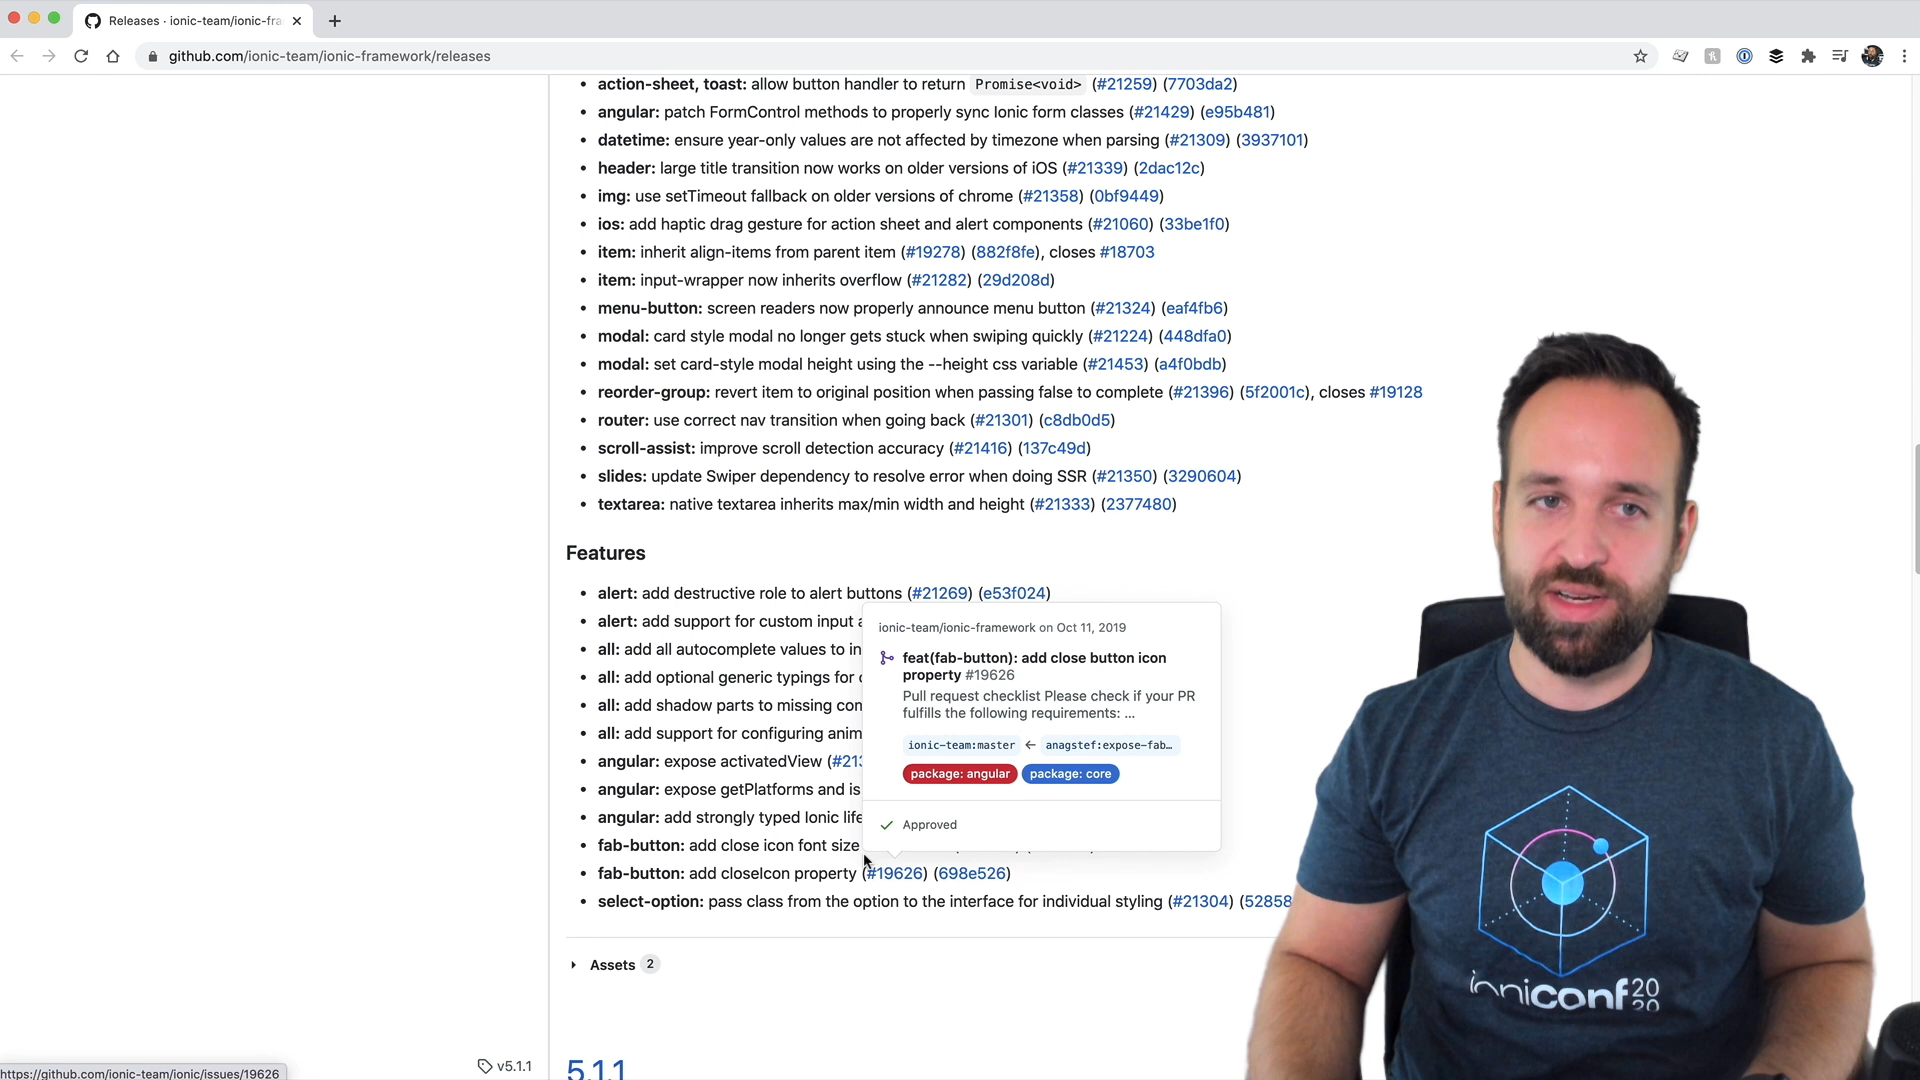 Releases · ionic-team/ionic-fra
github.com/ionic-team/ionic-framework/releases
action-sheet, toast: allow button handler to return Promise<void> (#21259) (7703da2)
angular: patch FormControl methods to properly sync Ionic form classes (#21429) (e95b481)
datetime: ensure year-only values are not affected by timezone when parsing (#21309) (3937101)
header: large title transition now works on older versions of iOS (#21339) (2dac12c)
img: use setTimeout fallback on older versions of chrome (#21358) (0bf9449)
ios: add haptic drag gesture for action sheet and alert components (#21060) (33be1f0)
item: inherit align-items from parent item (#19278) (882f8fe), closes #18703
item: input-wrapper now inherits overflow (#21282) (29d208d)
menu-button: screen readers now properly announce menu button (#21324) (eaf4fb6)
modal: card style modal no longer gets stuck when swiping quickly (#21224) (448dfa0)
modal: set card-style modal height using the --height css variable (#21453) (a4f0bdb)
reorder-group: revert item to original position when passing false to complete (#21396) (5f2001c), closes #19128
router: use correct nav transition when going back (#21301) (c8db0d5)
scroll-assist: improve scroll detection accuracy (#21416) (137c49d)
slides: update Swiper dependency to resolve error when doing SSR (#21350) (3290604)
textarea: native textarea inherits max/min width and height (#21333) (2377480)
Features
alert: add destructive role to alert buttons (#21269) (e53f024)
alert: add support for custom input a
all: add all autocomplete values to in
all: add optional generic typings for
all: add shadow parts to missing com
all: add support for configuring anim
angular: expose activatedView (#213
angular: expose getPlatforms and is
angular: add strongly typed Ionic life
fab-button: add close icon font size
fab-button: add closeIcon property (#19626) (698e526)
select-option: pass class from the option to the interface for individual styling (#21304) (52858
ionic-team/ionic-framework on Oct 11, 2019
feat(fab-button): add close button icon
property #19626
Pull request checklist Please check if your PR
fulfills the following requirements: ...
ionic-team:master ← anagstef:expose-fab…
package: angular package: core
Approved
Assets 2
v5.1.1
5.1.1
https://github.com/ionic-team/ionic/issues/19626
ioniconf 20
20